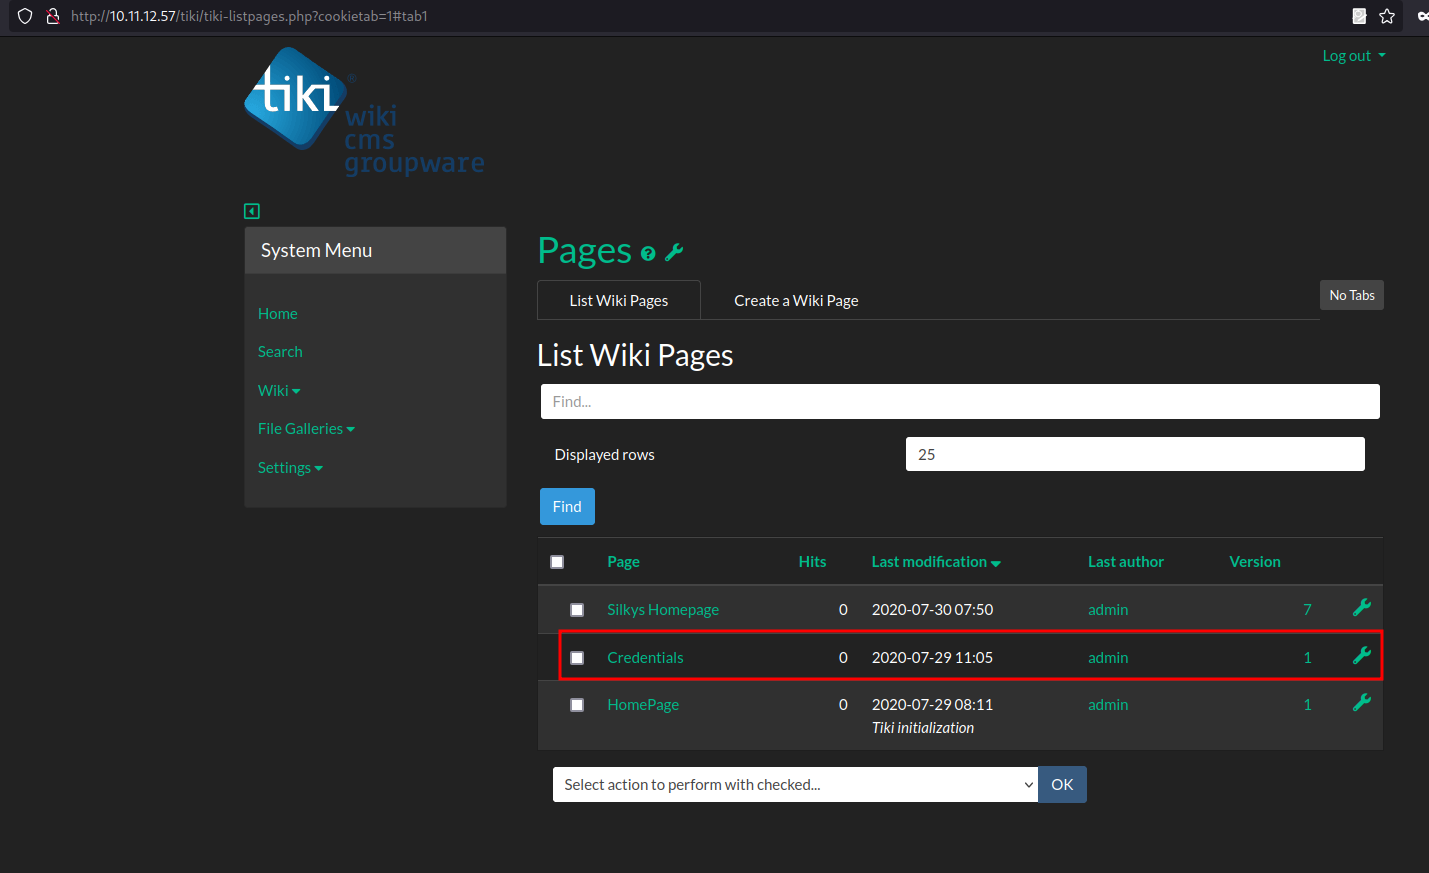 http://10.11.12.57/tiki/tiki-listpages.php?cookietab=1#tab1
Log out
tiki ®
wiki
cms
groupware
System Menu
Home
Search
Wiki
File Galleries
Settings
Pages
List Wiki Pages Create a Wiki Page No Tabs
List Wiki Pages
Find...
Displayed rows 25
Find
Page Hits Last modification Last author Version
Silkys Homepage 0 2020-07-30 07:50 admin 7
Credentials 0 2020-07-29 11:05 admin 1
HomePage 0 2020-07-29 08:11 admin 1
Tiki initialization
Select action to perform with checked... OK